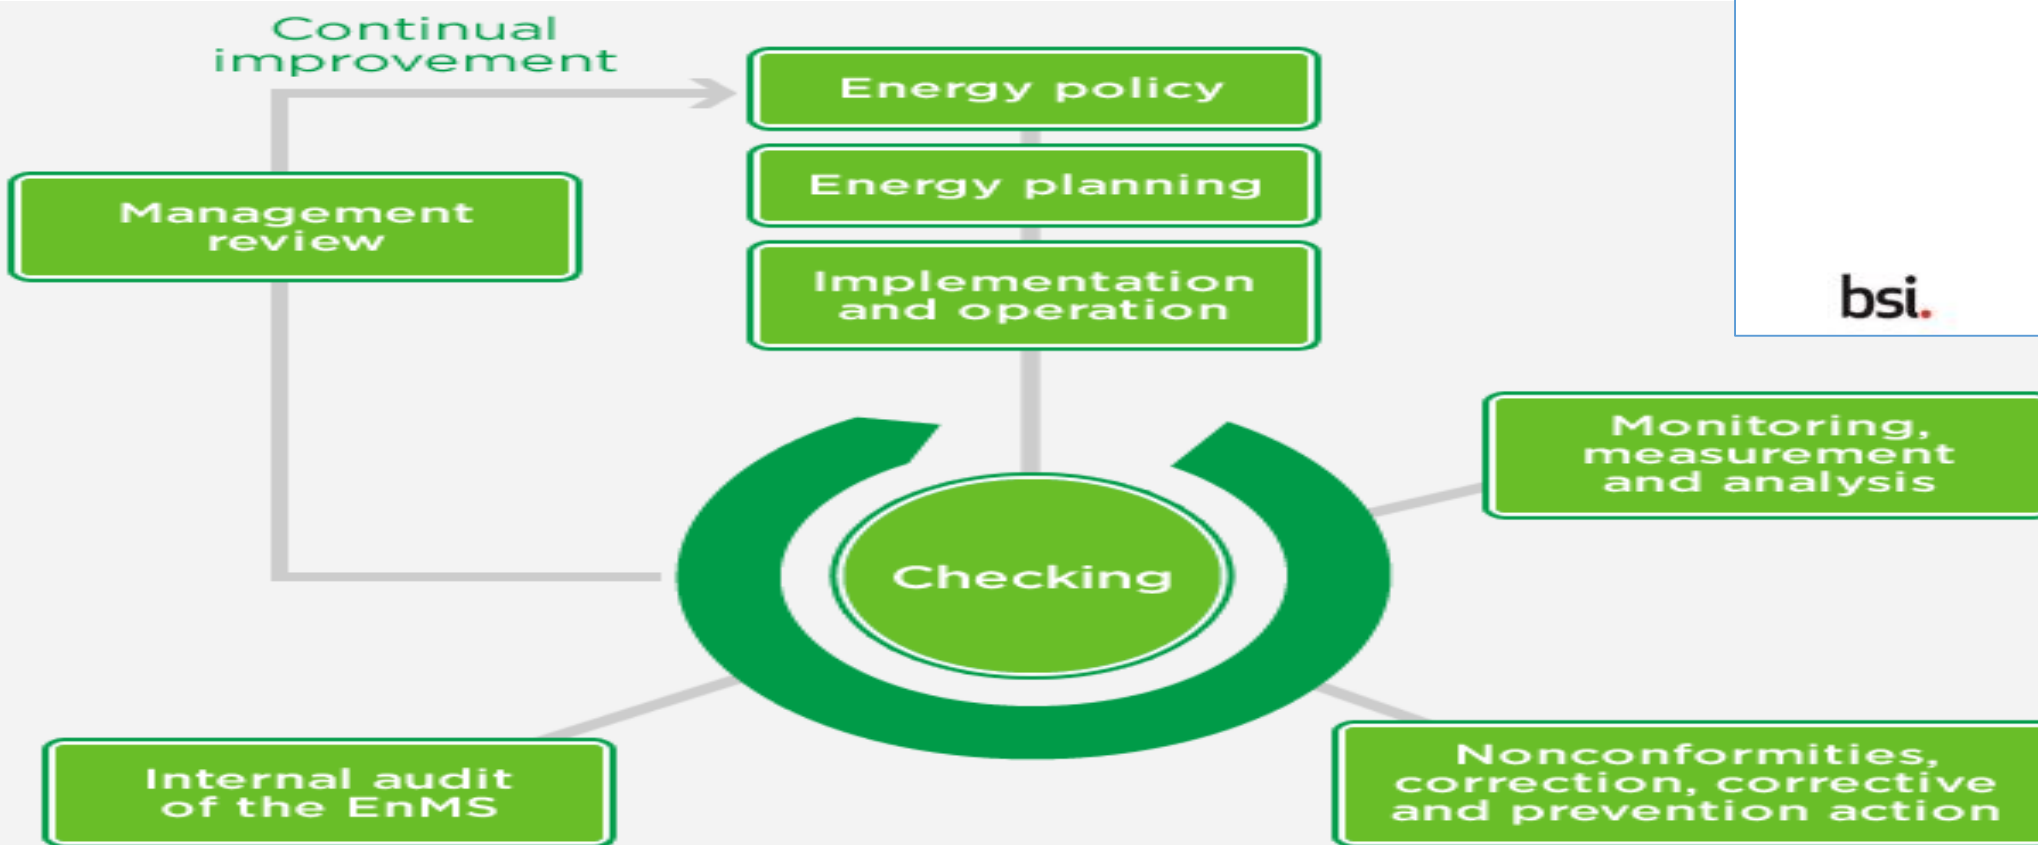 Continual
improvement
Energy policy
Energy planning
Management
review
Implementation
and operation
bsi.
Monitoring,
measurement
and analysis
Checking
Nonconformities,
correction, corrective
and prevention action
Internal audit
of the EnMS